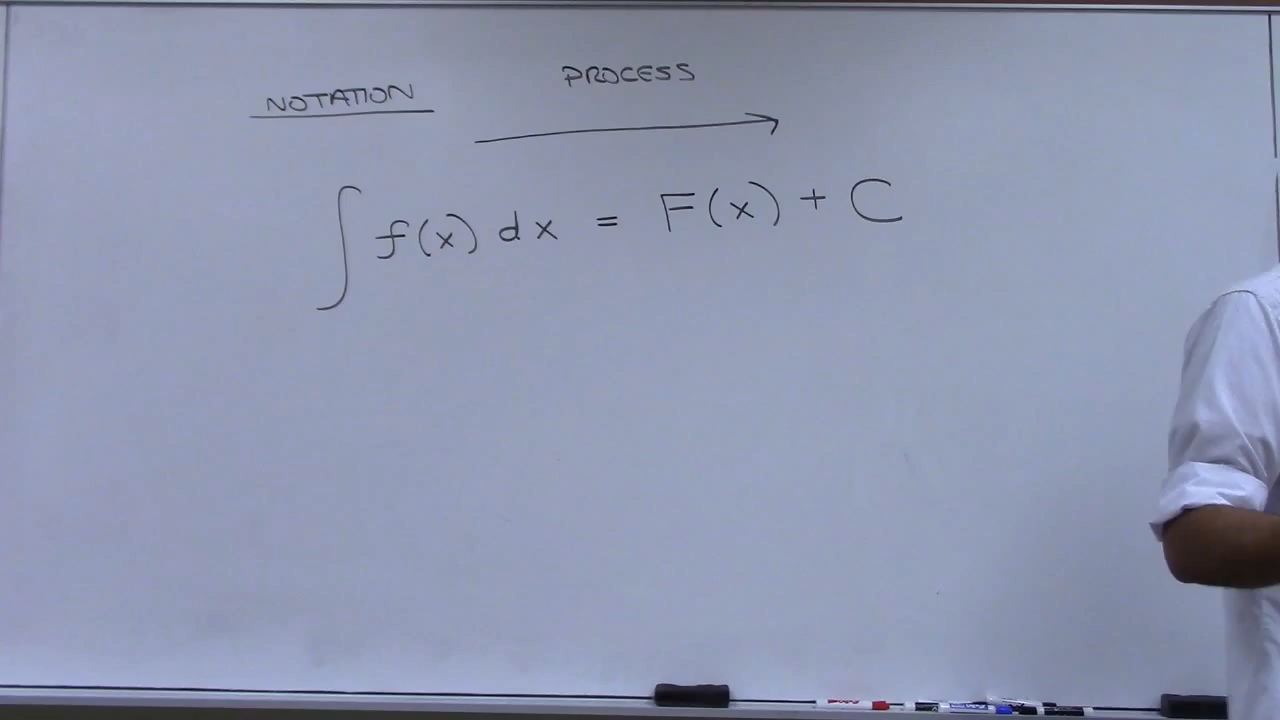 NOTATION
PROCESS
∫ f(x) dx = F(x) + C